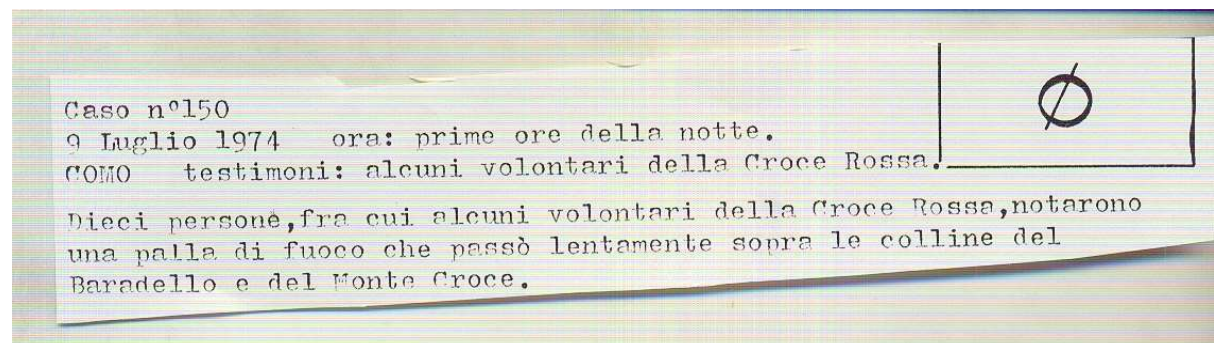 Caso n°150
9 Luglio 1974 ora: prime ore della notte.
COMO testimoni: alcuni volontari della Croce Rossa.
Ø
Dieci persone,fra cui alcuni volontari della Croce Rossa,notarono
una palla di fuoco che passò lentamente sopra le colline del
Baradello e del Monte Croce.